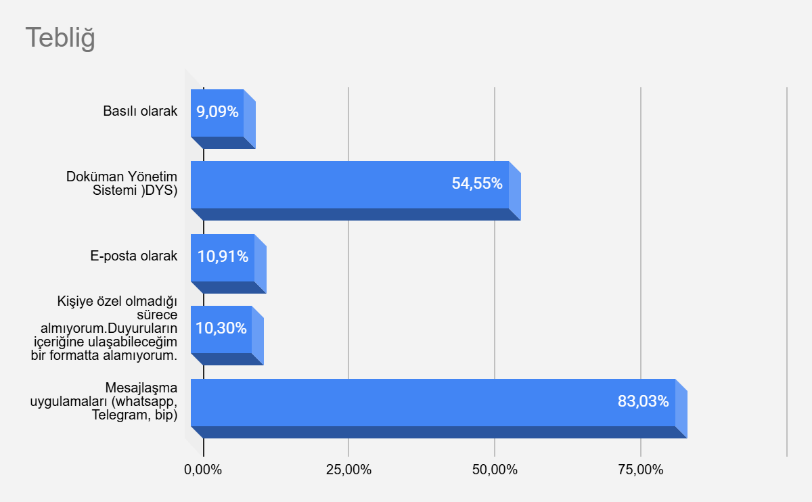 Tebliğ
Basılı olarak
9,09%
Doküman Yönetim
Sistemi )DYS)
54,55%
E-posta olarak
10,91%
Kişiye özel olmadığı
sürece
almıyorum.Duyuruların
içeriğine ulaşabileceğim
bir formatta alamıyorum.
10,30%
Mesajlaşma
uygulamaları (whatsapp,
Telegram, bip)
83,03%
0,00% 25,00% 50,00% 75,00%